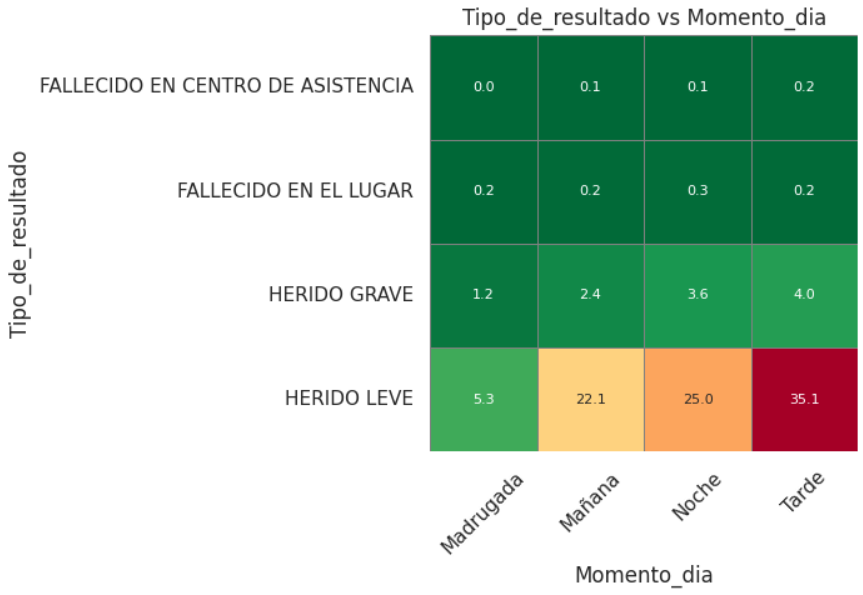 Tipo_de_resultado vs Momento_dia
Tipo_de_resultado
FALLECIDO EN CENTRO DE ASISTENCIA 0.0 0.1 0.1 0.2
FALLECIDO EN EL LUGAR 0.2 0.2 0.3 0.2
HERIDO GRAVE 1.2 2.4 3.6 4.0
HERIDO LEVE 5.3 22.1 25.0 35.1
Madrugada Mañana Noche Tarde
Momento_dia